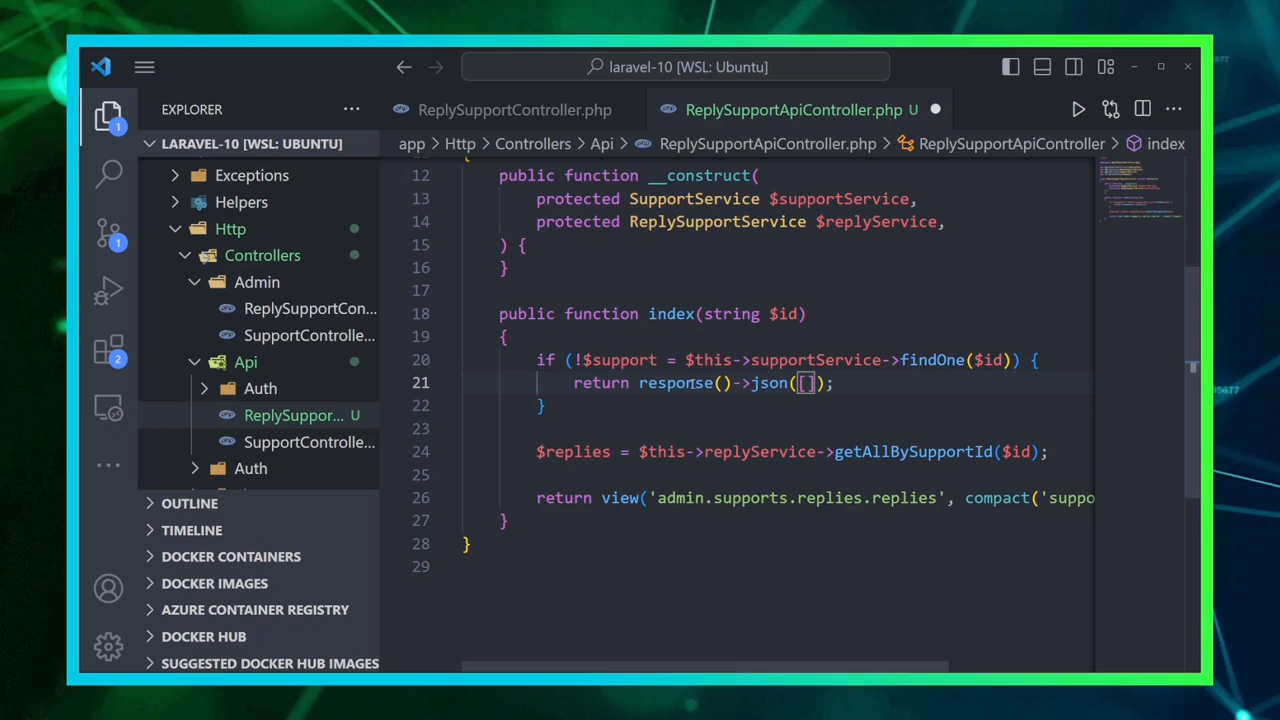 laravel-10 [WSL: Ubuntu]
EXPLORER
ReplySupportController.php
ReplySupportApiController.php U
LARAVEL-10 [WSL: UBUNTU]
app > Http > Controllers > Api > ReplySupportApiController.php > ReplySupportApiController > index
1
Exceptions
Helpers
Http
1
Controllers
Admin
ReplySupportCon...
SupportControlle...
2
Api
Auth
ReplySuppor... U
SupportControlle...
Auth
OUTLINE
TIMELINE
DOCKER CONTAINERS
DOCKER IMAGES
AZURE CONTAINER REGISTRY
DOCKER HUB
SUGGESTED DOCKER HUB IMAGES
12 public function __construct(
13 protected SupportService $supportService,
14 protected ReplySupportService $replyService,
15 ) {
16 }
17
18 public function index(string $id)
19 {
20 if (!$support = $this->supportService->findOne($id)) {
21 return response()->json([]);
22 }
23
24 $replies = $this->replyService->getAllBySupportId($id);
25
26 return view('admin.supports.replies.replies', compact('suppo
27 }
28 }
29